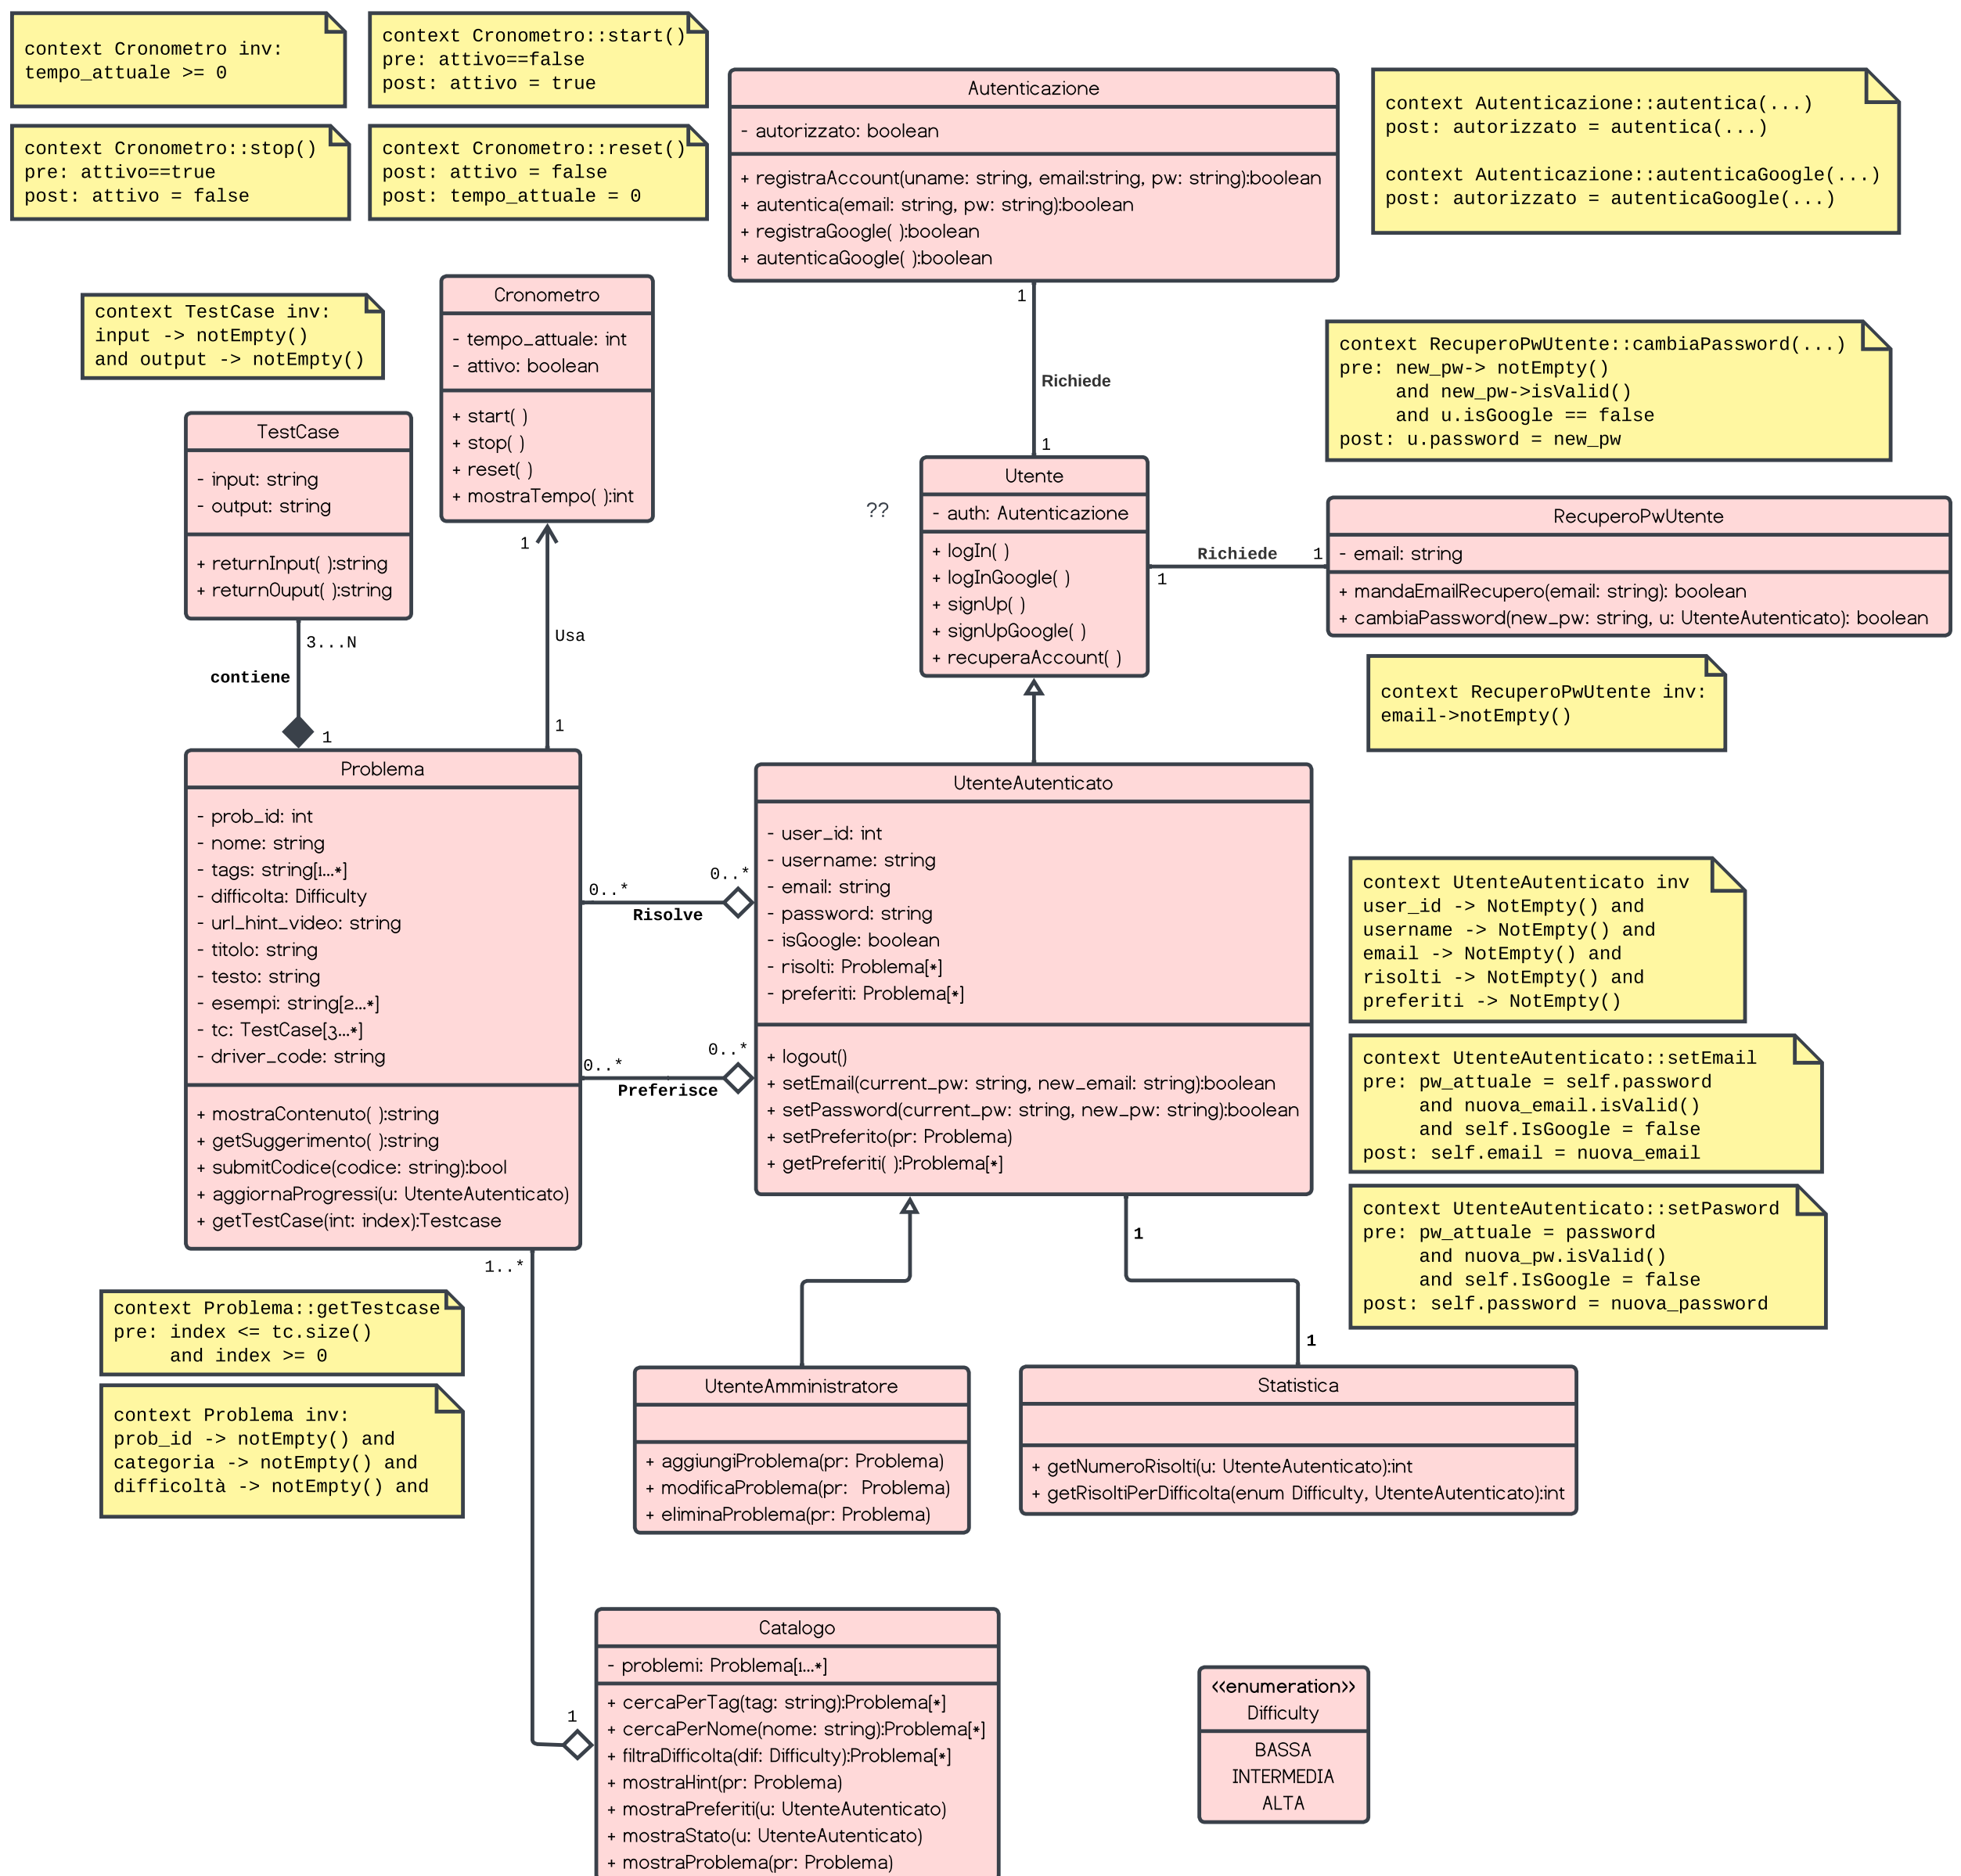 context Cronometro inv:
tempo_attuale >= 0
context Cronometro::start()
pre: attivo==false
post: attivo = true
context Cronometro::stop()
pre: attivo==true
post: attivo = false
context Cronometro::reset()
post: attivo = false
post: tempo_attuale = 0
Autenticazione
- autorizzato: boolean
+ registraAccount(uname: string, email:string, pw: string):boolean
+ autentica(email: string, pw: string):boolean
+ registraGoogle( ):boolean
+ autenticaGoogle( ):boolean
context Autenticazione::autentica(...)
post: autorizzato = autentica(...)
context Autenticazione::autenticaGoogle(...)
post: autorizzato = autenticaGoogle(...)
context TestCase inv:
input -> notEmpty()
and output -> notEmpty()
Cronometro
- tempo_attuale: int
- attivo: boolean
+ start( )
+ stop( )
+ reset( )
+ mostraTempo( ):int
1
Richiede
1
context RecuperoPwUtente::cambiaPassword(...)
pre: new_pw-> notEmpty()
and new_pw->isValid()
and u.isGoogle == false
post: u.password = new_pw
TestCase
- input: string
- output: string
+ returnInput( ):string
+ returnOuput( ):string
??
Utente
- auth: Autenticazione
+ logIn( )
+ logInGoogle( )
+ signUp( )
+ signUpGoogle( )
+ recuperaAccount( )
Richiede
1
1
RecuperoPwUtente
- email: string
+ mandaEmailRecupero(email: string): boolean
+ cambiaPassword(new_pw: string, u: UtenteAutenticato): boolean
1
Usa
1
3...N
contiene
1
context RecuperoPwUtente inv:
email->notEmpty()
Problema
- prob_id: int
- nome: string
- tags: string[1...*]
- difficolta: Difficulty
- url_hint_video: string
- titolo: string
- testo: string
- esempi: string[2...*]
- tc: TestCase[3...*]
- driver_code: string
+ mostraContenuto( ):string
+ getSuggerimento( ):string
+ submitCodice(codice: string):bool
+ aggiornaProgressi(u: UtenteAutenticato)
+ getTestCase(int: index):Testcase
0..*
0..*
Risolve
0..*
0..*
Preferisce
UtenteAutenticato
- user_id: int
- username: string
- email: string
- password: string
- isGoogle: boolean
- risolti: Problema[*]
- preferiti: Problema[*]
+ logout()
+ setEmail(current_pw: string, new_email: string):boolean
+ setPassword(current_pw: string, new_pw: string):boolean
+ setPreferito(pr: Problema)
+ getPreferiti( ):Problema[*]
context UtenteAutenticato inv
user_id -> NotEmpty() and
username -> NotEmpty() and
email -> NotEmpty() and
risolti -> NotEmpty() and
preferiti -> NotEmpty()
context UtenteAutenticato::setEmail
pre: pw_attuale = self.password
and nuova_email.isValid()
and self.IsGoogle = false
post: self.email = nuova_email
context UtenteAutenticato::setPasword
pre: pw_attuale = password
and nuova_pw.isValid()
and self.IsGoogle = false
post: self.password = nuova_password
1..*
1
1
context Problema::getTestcase
pre: index <= tc.size()
and index >= 0
context Problema inv:
prob_id -> notEmpty() and
categoria -> notEmpty() and
difficoltà -> notEmpty() and
UtenteAmministratore
+ aggiungiProblema(pr: Problema)
+ modificaProblema(pr: Problema)
+ eliminaProblema(pr: Problema)
Statistica
+ getNumeroRisolti(u: UtenteAutenticato):int
+ getRisoltiPerDifficolta(enum Difficulty, UtenteAutenticato):int
1
Catalogo
- problemi: Problema[1...*]
+ cercaPerTag(tag: string):Problema[*]
+ cercaPerNome(nome: string):Problema[*]
+ filtraDifficolta(dif: Difficulty):Problema[*]
+ mostraHint(pr: Problema)
+ mostraPreferiti(u: UtenteAutenticato)
+ mostraStato(u: UtenteAutenticato)
+ mostraProblema(pr: Problema)
<<enumeration>>
Difficulty
BASSA
INTERMEDIA
ALTA